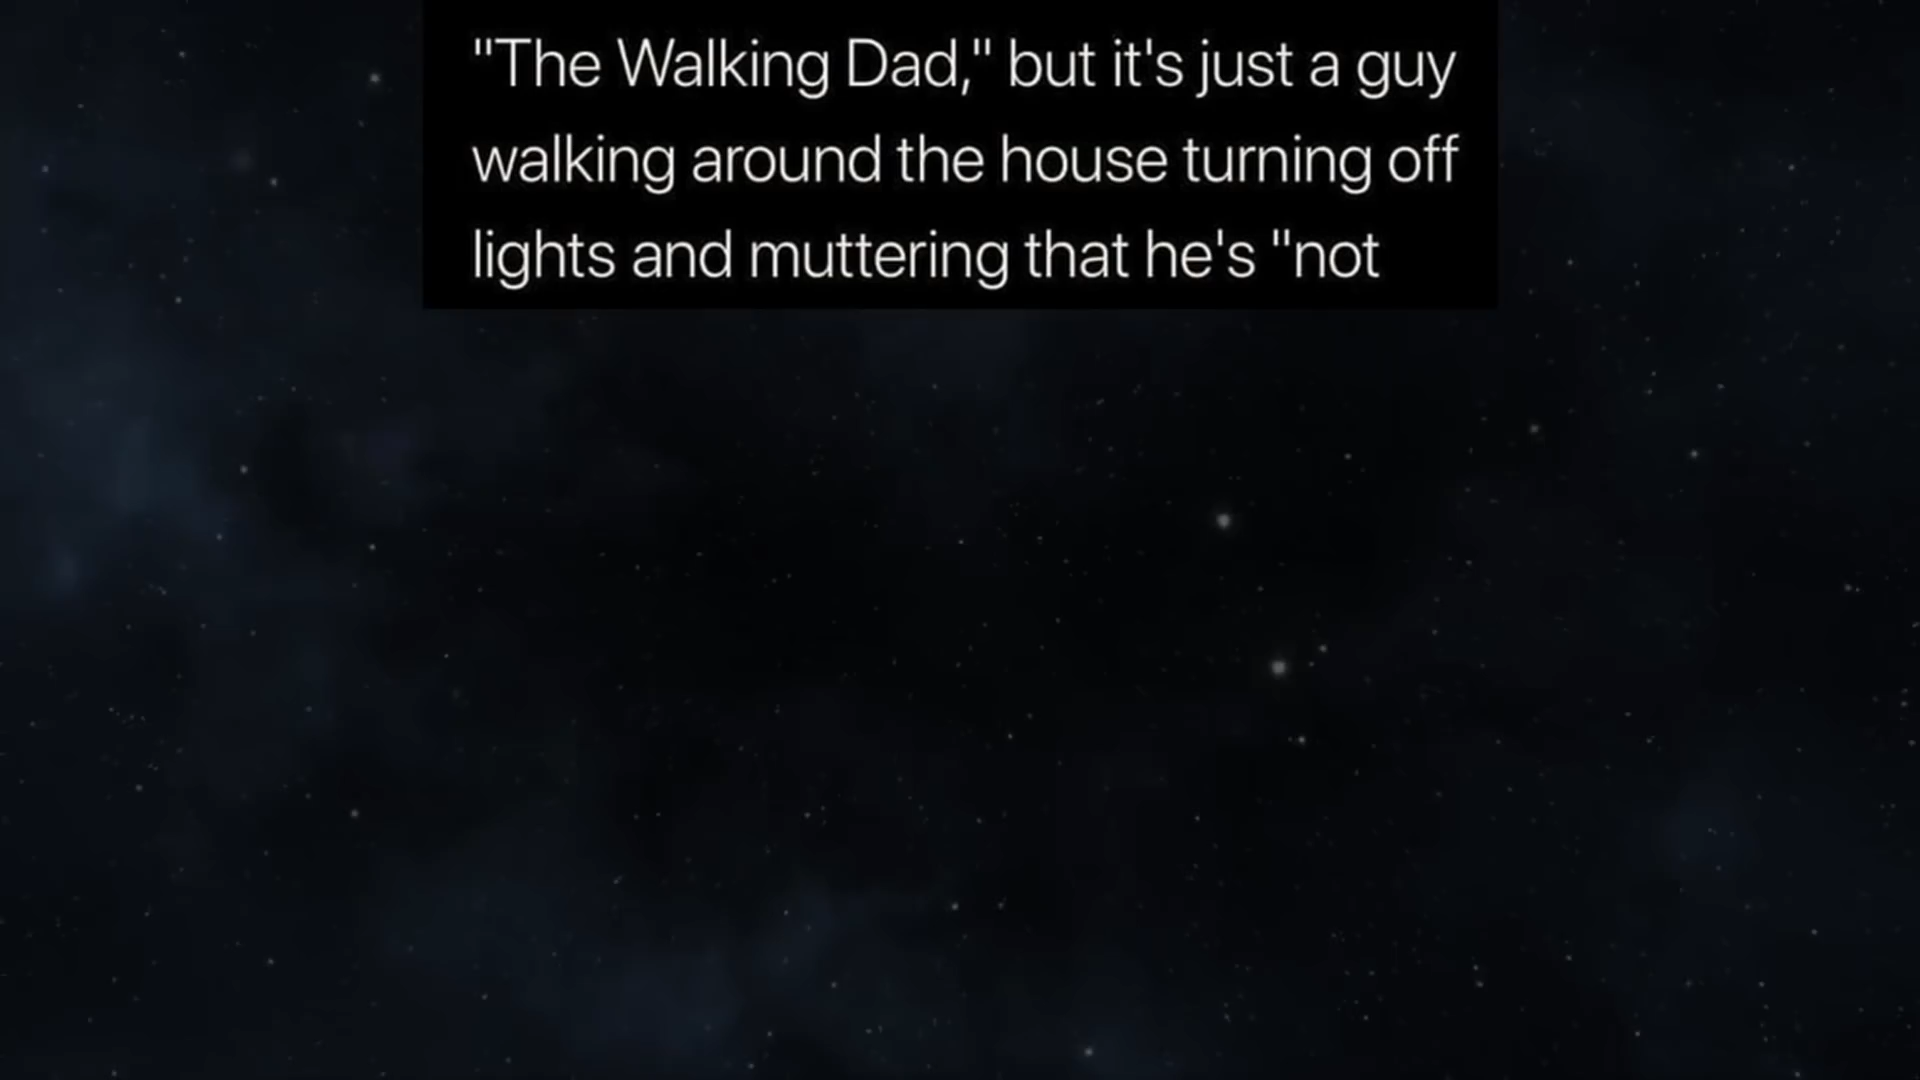 "The Walking Dad," but it's just a guy
walking around the house turning off
lights and muttering that he's "not